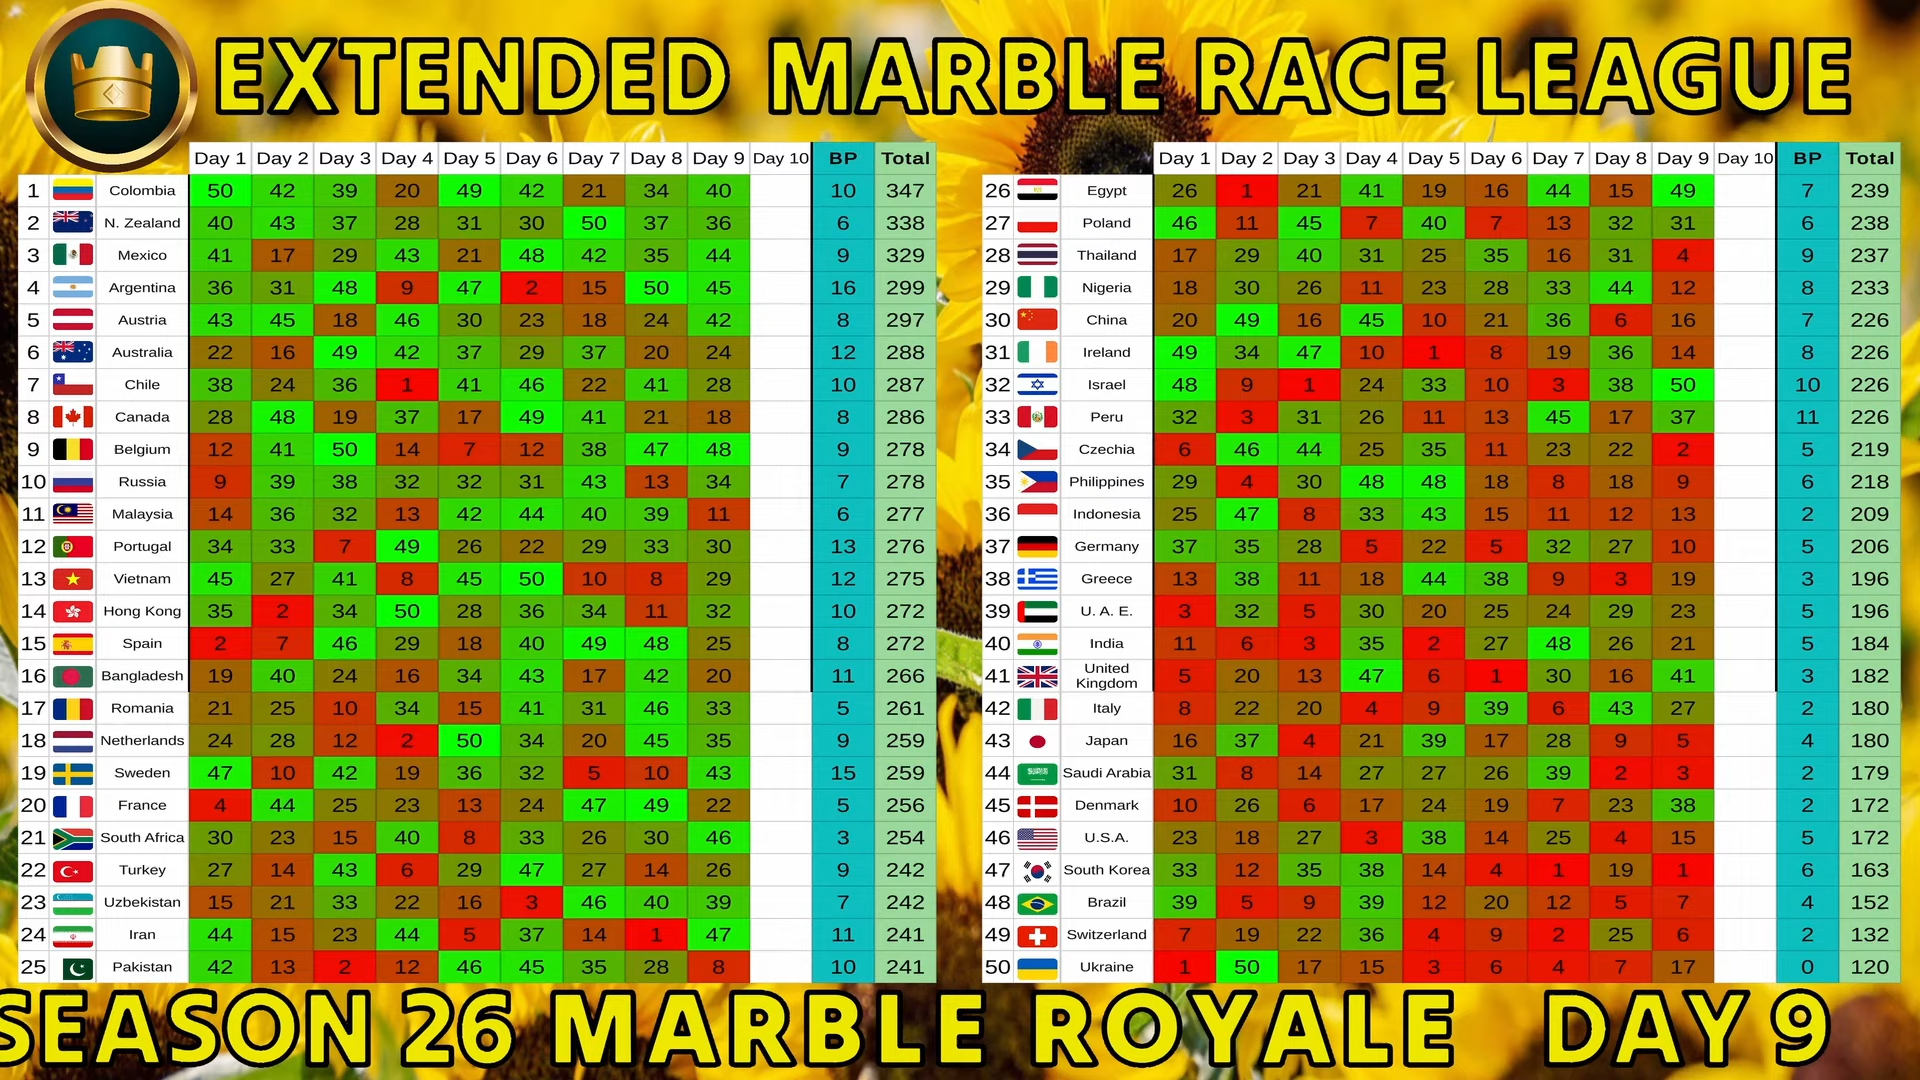 EXTENDED MARBLE RACE LEAGUE
Day 1 Day 2 Day 3 Day 4 Day 5 Day 6 Day 7 Day 8 Day 9 Day 10 BP Total
1 Colombia 50 42 39 20 49 42 21 34 40 10 347
2 N. Zealand 40 43 37 28 31 30 50 37 36 6 338
3 Mexico 41 17 29 43 21 48 42 35 44 9 329
4 Argentina 36 31 48 9 47 2 15 50 45 16 299
5 Austria 43 45 18 46 30 23 18 24 42 8 297
6 Australia 22 16 49 42 37 29 37 20 24 12 288
7 Chile 38 24 36 1 41 46 22 41 28 10 287
8 Canada 28 48 19 37 17 49 41 21 18 8 286
9 Belgium 12 41 50 14 7 12 38 47 48 9 278
10 Russia 9 39 38 32 32 31 43 13 34 7 278
11 Malaysia 14 36 32 13 42 44 40 39 11 6 277
12 Portugal 34 33 7 49 26 22 29 33 30 13 276
13 Vietnam 45 27 41 8 45 50 10 8 29 12 275
14 Hong Kong 35 2 34 50 28 36 34 11 32 10 272
15 Spain 2 7 46 29 18 40 49 48 25 8 272
16 Bangladesh 19 40 24 16 34 43 17 42 20 11 266
17 Romania 21 25 10 34 15 41 31 46 33 5 261
18 Netherlands 24 28 12 2 50 34 20 45 35 9 259
19 Sweden 47 10 42 19 36 32 5 10 43 15 259
20 France 4 44 25 23 13 24 47 49 22 5 256
21 South Africa 30 23 15 40 8 33 26 30 46 3 254
22 Turkey 27 14 43 6 29 47 27 14 26 9 242
23 Uzbekistan 15 21 33 22 16 3 46 40 39 7 242
24 Iran 44 15 23 44 5 37 14 1 47 11 241
25 Pakistan 42 13 2 12 46 45 35 28 8 10 241
Day 1 Day 2 Day 3 Day 4 Day 5 Day 6 Day 7 Day 8 Day 9 Day 10 BP Total
26 Egypt 26 1 21 41 19 16 44 15 49 7 239
27 Poland 46 11 45 7 40 7 13 32 31 6 238
28 Thailand 17 29 40 31 25 35 16 31 4 9 237
29 Nigeria 18 30 26 11 23 28 33 44 12 8 233
30 China 20 49 16 45 10 21 36 6 16 7 226
31 Ireland 49 34 47 10 1 8 19 36 14 8 226
32 Israel 48 9 1 24 33 10 3 38 50 10 226
33 Peru 32 3 31 26 11 13 45 17 37 11 226
34 Czechia 6 46 44 25 35 11 23 22 2 5 219
35 Philippines 29 4 30 48 48 18 8 18 9 6 218
36 Indonesia 25 47 8 33 43 15 11 12 13 2 209
37 Germany 37 35 28 5 22 5 32 27 10 5 206
38 Greece 13 38 11 18 44 38 9 3 19 3 196
39 U. A. E. 3 32 5 30 20 25 24 29 23 5 196
40 India 11 6 3 35 2 27 48 26 21 5 184
41 United Kingdom 5 20 13 47 6 1 30 16 41 3 182
42 Italy 8 22 20 4 9 39 6 43 27 2 180
43 Japan 16 37 4 21 39 17 28 9 5 4 180
44 Saudi Arabia 31 8 14 27 27 26 39 2 3 2 179
45 Denmark 10 26 6 17 24 19 7 23 38 2 172
46 U.S.A. 23 18 27 3 38 14 25 4 15 5 172
47 South Korea 33 12 35 38 14 4 1 19 1 6 163
48 Brazil 39 5 9 39 12 20 12 5 7 4 152
49 Switzerland 7 19 22 36 4 9 2 25 6 2 132
50 Ukraine 1 50 17 15 3 6 4 7 17 0 120
SEASON 26 MARBLE ROYALE DAY 9